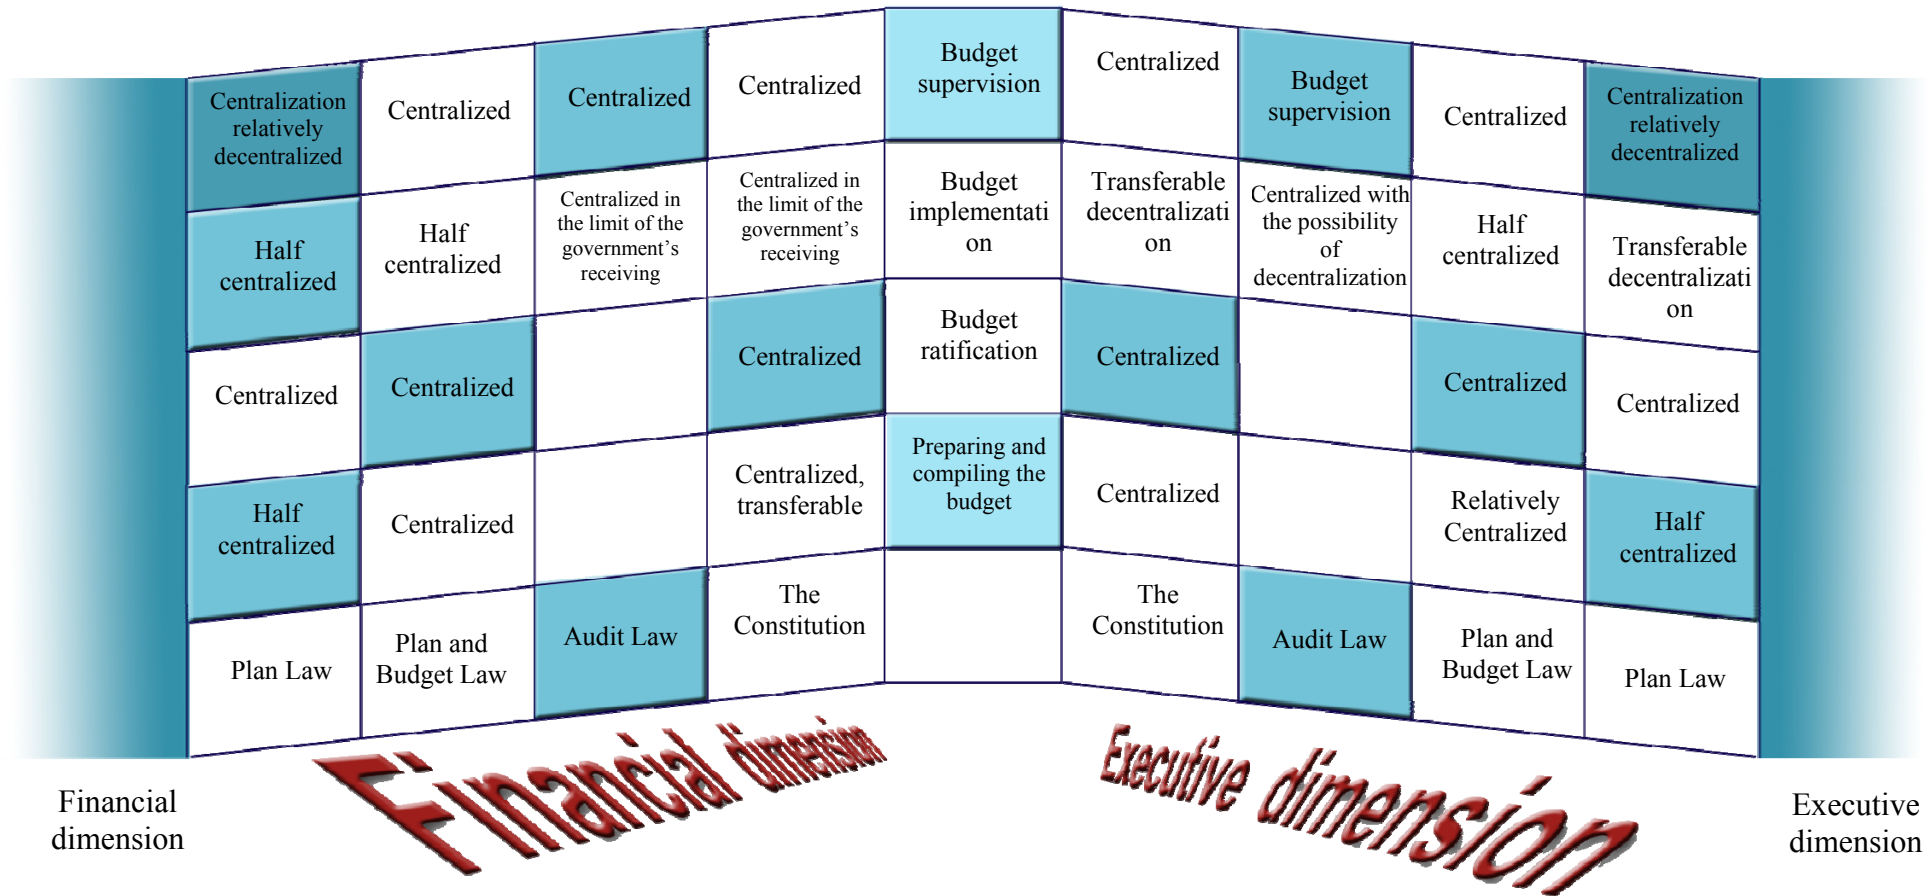 Centralization
relatively
decentralized
Centralized
Centralized
Centralized
Budget
supervision
Centralized
Budget
supervision
Centralized
Centralization
relatively
decentralized
Half
centralized
Half
centralized
Centralized in
the limit of the
government’s
receiving
Centralized in
the limit of the
government’s
receiving
Budget
implementati
on
Transferable
decentralizati
on
Centralized with
the possibility
of
decentralization
Half
centralized
Transferable
decentralizati
on
Centralized
Centralized
Centralized
Budget
ratification
Centralized
Centralized
Centralized
Half
centralized
Centralized
Centralized,
transferable
Preparing and
compiling the
budget
Centralized
Relatively
Centralized
Half
centralized
Plan Law
Plan and
Budget Law
Audit Law
The
Constitution
The
Constitution
Audit Law
Plan and
Budget Law
Plan Law
Financial dimension
Executive dimensión
Financial
dimension
Executive
dimension